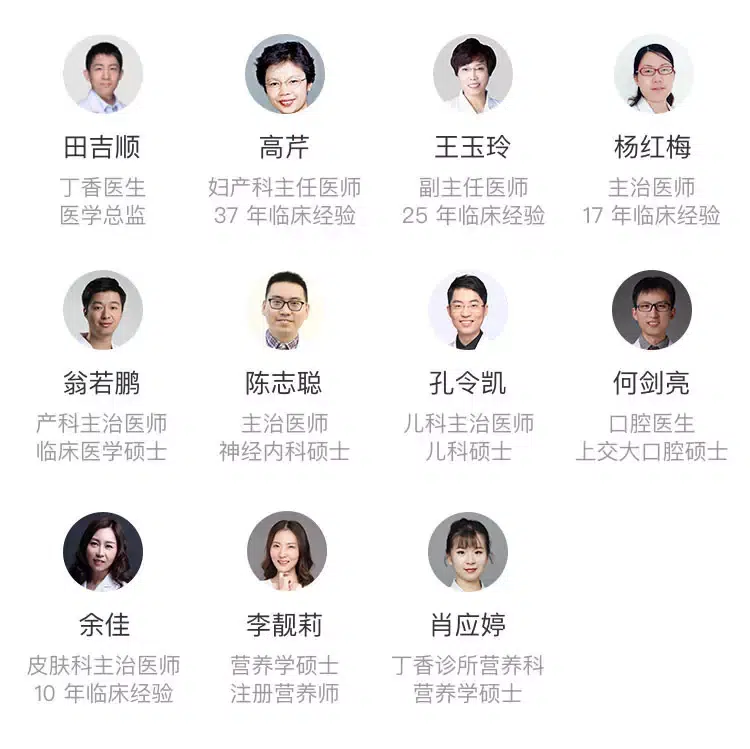 田吉顺
丁香医生
医学总监
高芹
妇产科主任医师
37 年临床经验
王玉玲
副主任医师
25 年临床经验
杨红梅
主治医师
17 年临床经验
翁若鹏
产科主治医师
临床医学硕士
陈志聪
主治医师
神经内科硕士
孔令凯
儿科主治医师
儿科硕士
何剑亮
口腔医生
上交大口腔硕士
余佳
皮肤科主治医师
10 年临床经验
李靓莉
营养学硕士
注册营养师
肖应婷
丁香诊所营养科
营养学硕士